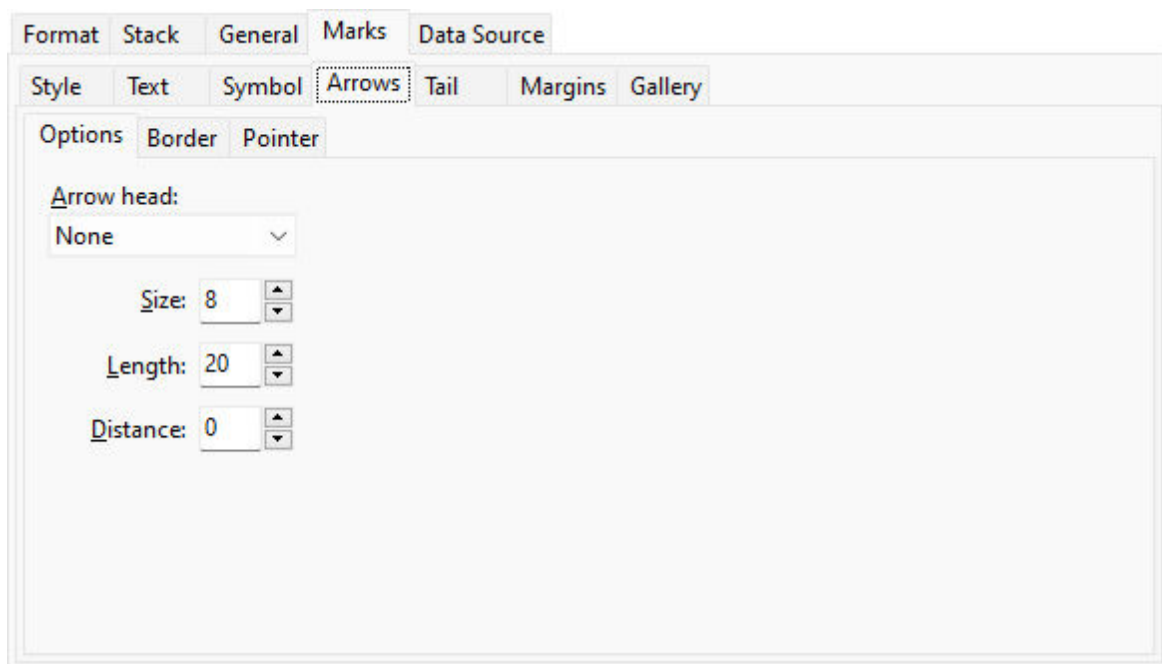 Format Stack General Marks Data Source
Style Text Symbol Arrows Tail Margins Gallery
Options Border Pointer
Arrow head:
None
Size: 8
Length: 20
Distance: 0